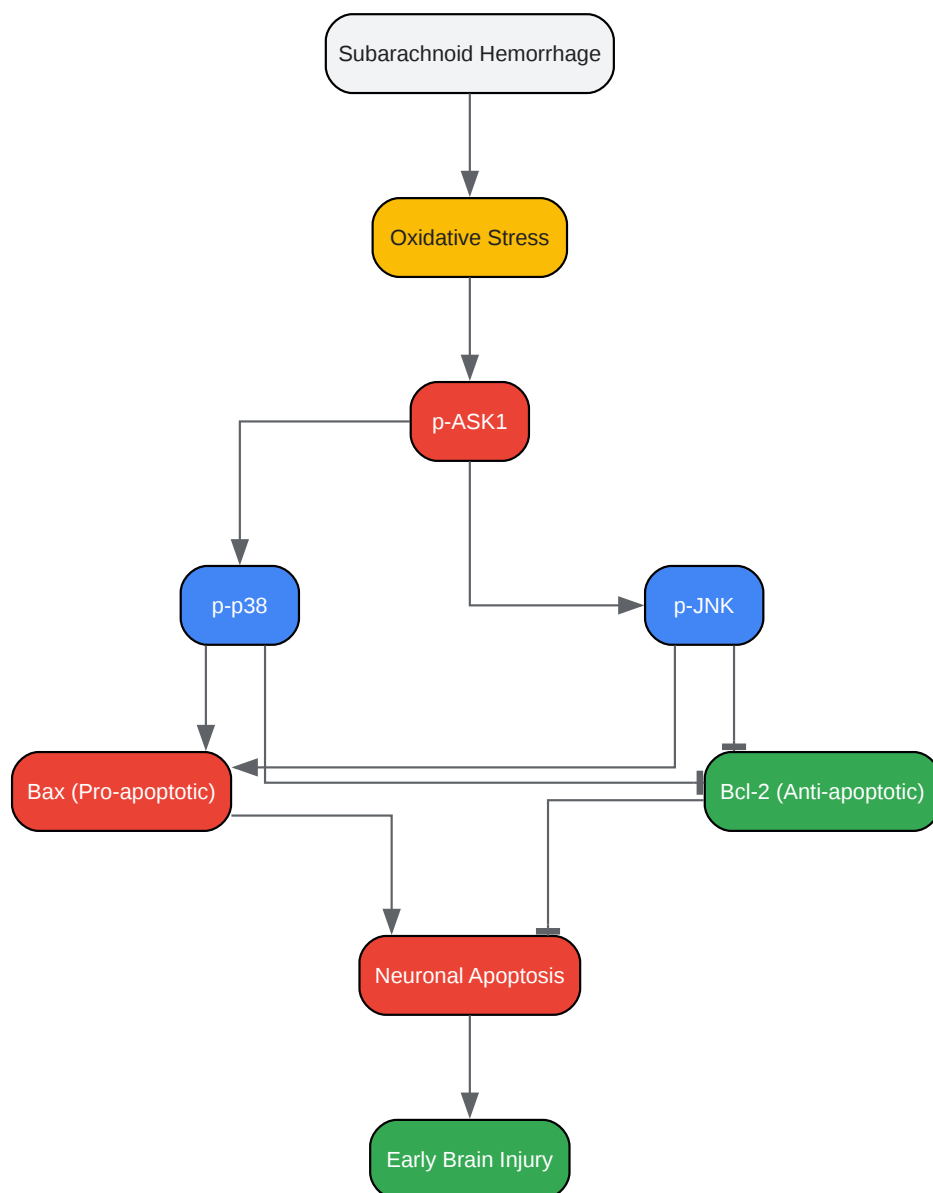 Subarachnoid Hemorrhage
Oxidative Stress
p-ASK1
p-p38
p-JNK
Bax (Pro-apoptotic)
Bcl-2 (Anti-apoptotic)
Neuronal Apoptosis
Early Brain Injury